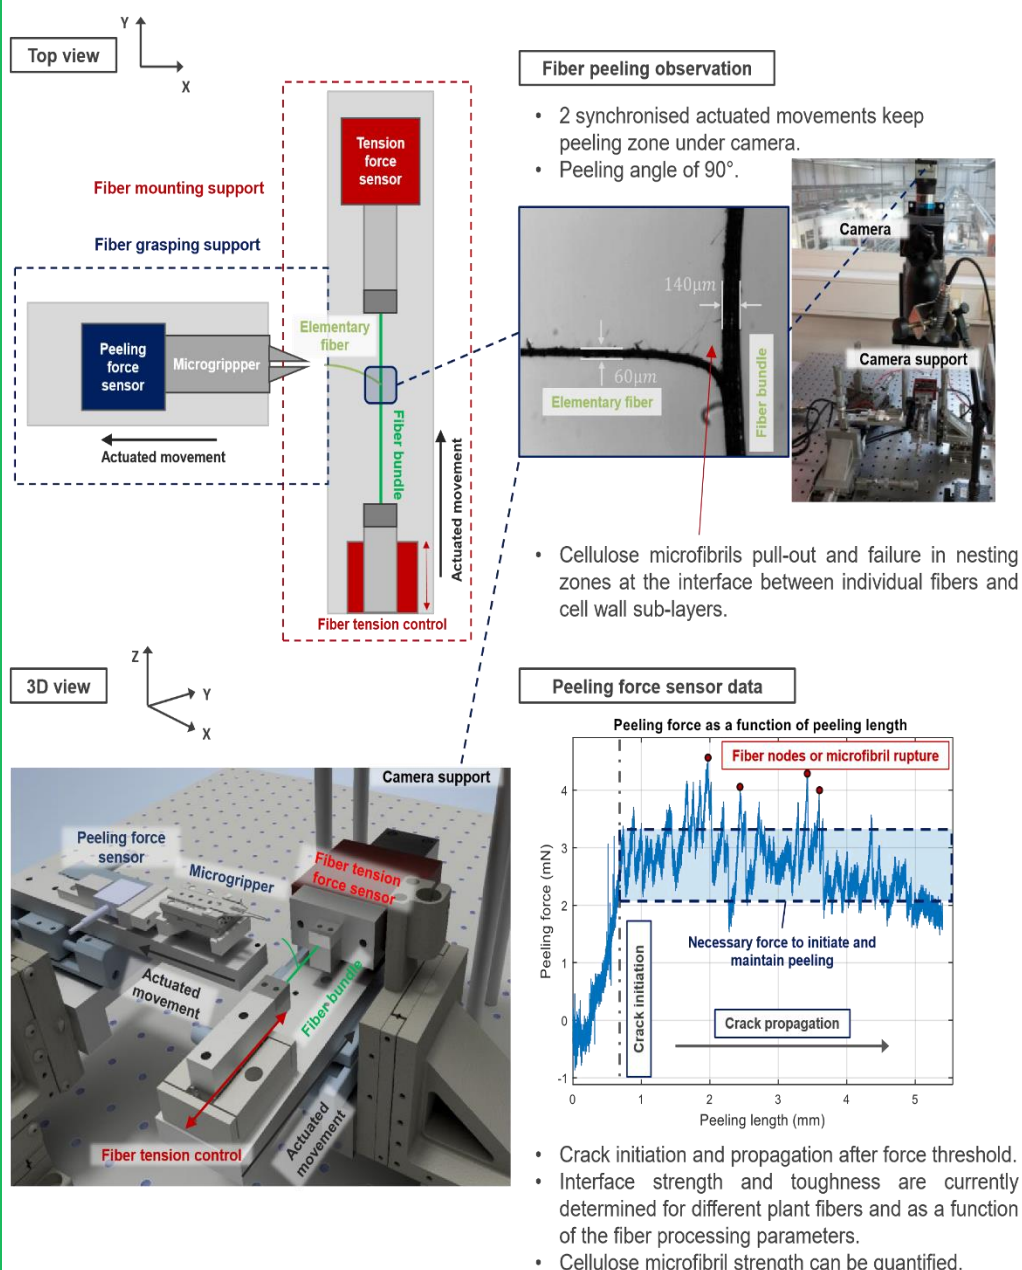 Top view
Y
X
Fiber mounting support
Fiber grasping support
Tension
force
sensor
Peeling
force
sensor
Microgrippper
Elementary
fiber
Fiber bundle
Actuated movement
Actuated movement
Fiber tension control
Fiber peeling observation
• 2 synchronised actuated movements keep
peeling zone under camera.
• Peeling angle of 90°.
140μm
60μm
Elementary fiber
Fiber bundle
Camera
Camera support
• Cellulose microfibrils pull-out and failure in nesting
zones at the interface between individual fibers and
cell wall sub-layers.
3D view
Z
Y
X
Camera support
Peeling force
sensor
Microgripper
Fiber tension
force sensor
Actuated
movement
Fiber bundle
Fiber tension control
Actuated
movement
Peeling force sensor data
Peeling force as a function of peeling length
Fiber nodes or microfibril rupture
Peeling force (mN)
4
3
2
1
0
-1
Necessary force to initiate and
maintain peeling
Crack initiation
Crack propagation
0 1 2 3 4 5
Peeling length (mm)
• Crack initiation and propagation after force threshold.
• Interface strength and toughness are currently
determined for different plant fibers and as a function
of the fiber processing parameters.
• Cellulose microfibril strength can be quantified.